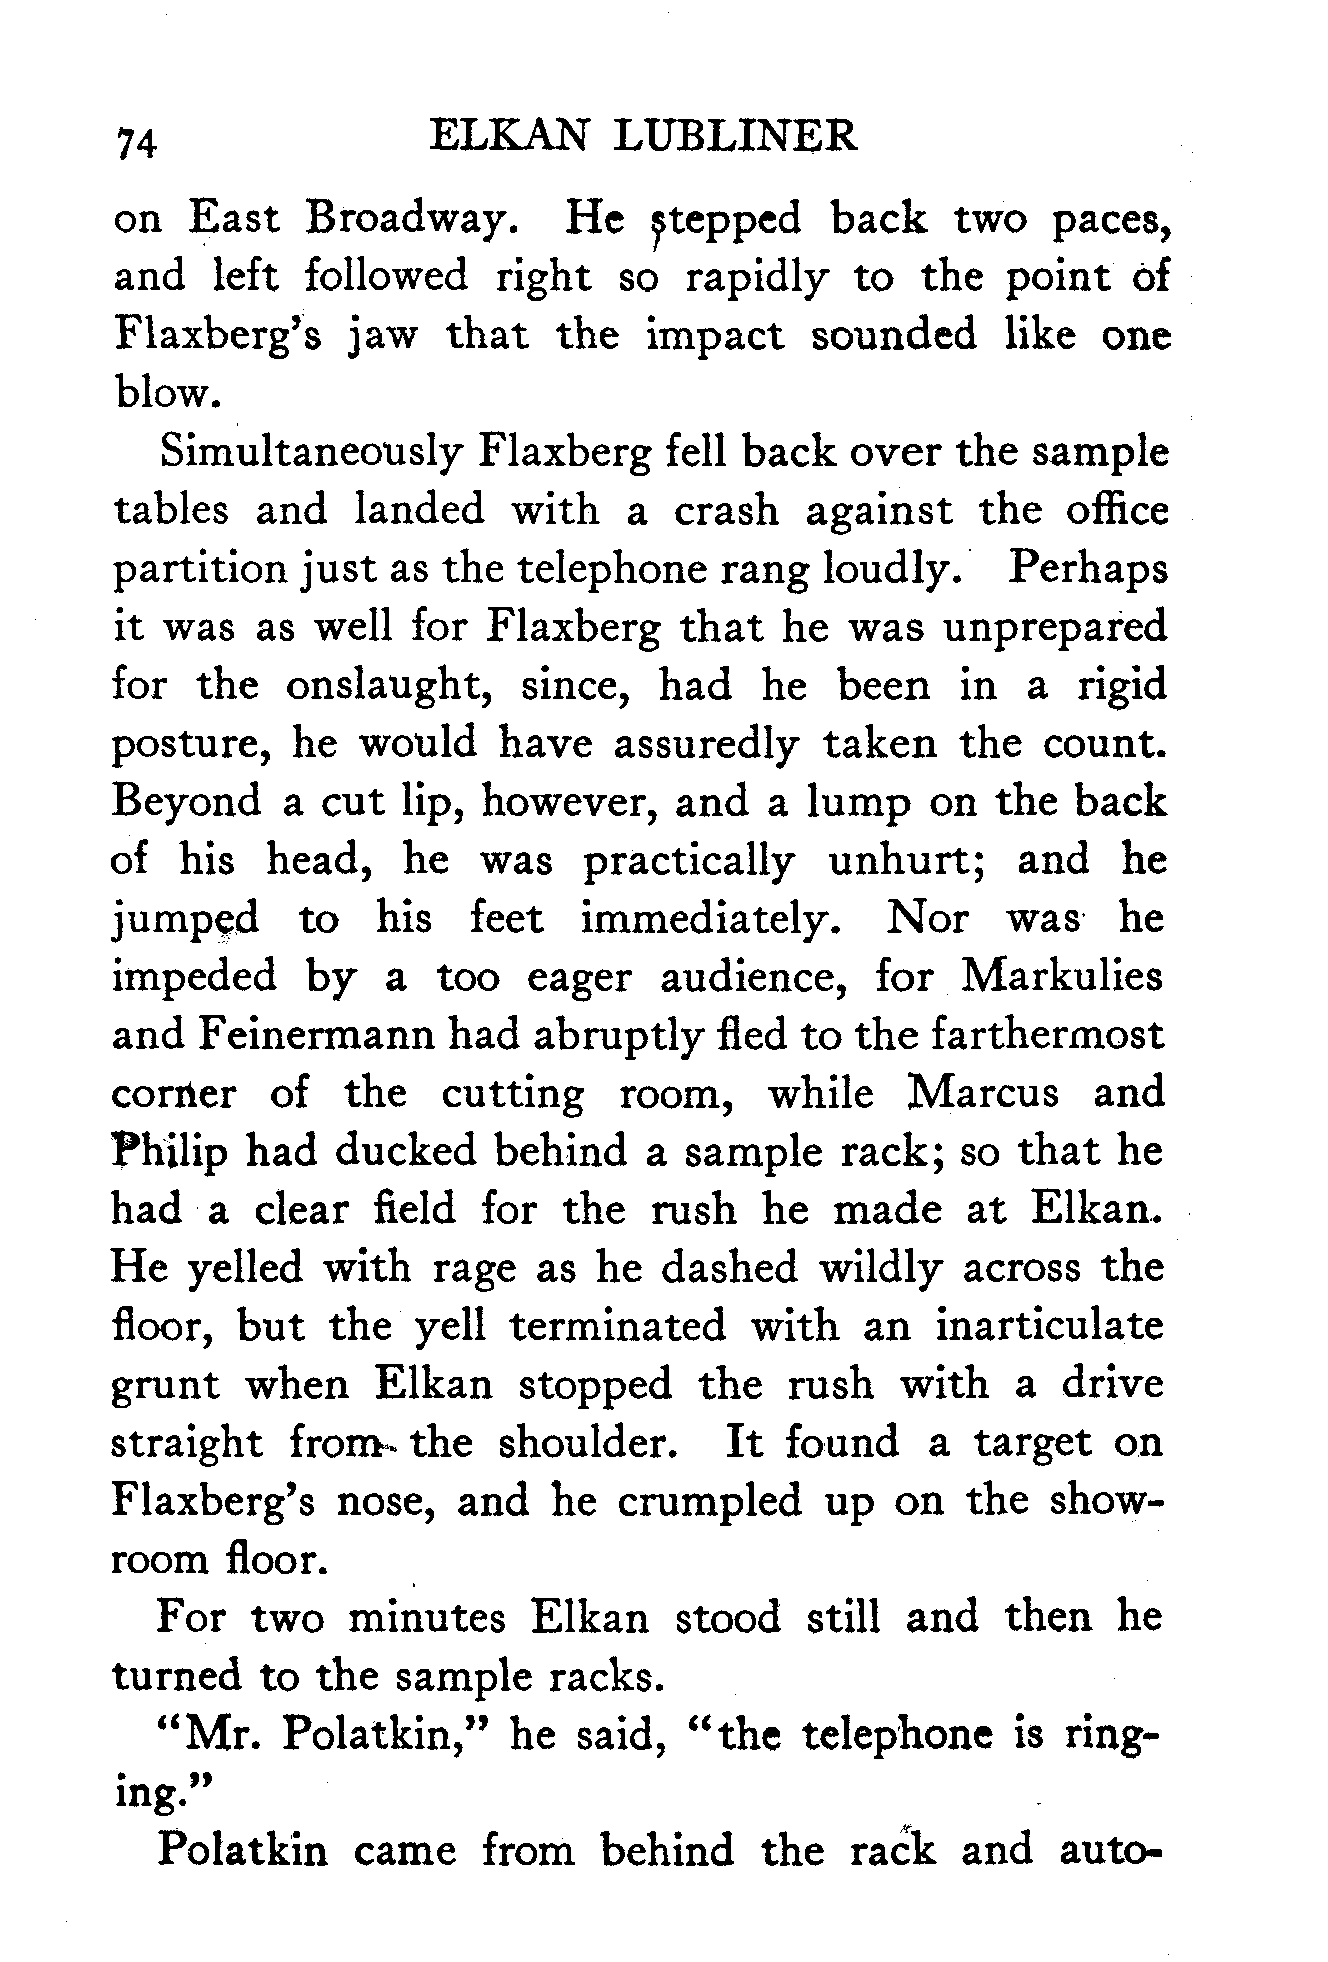 74 ELKAN LUBLINER
on East Broadway. He stepped back two paces,
and left followed right so rapidly to the point of
Flaxberg's jaw that the impact sounded like one
blow.
Simultaneously Flaxberg fell back over the sample
tables and landed with a crash against the office
partition just as the telephone rang loudly. Perhaps
it was as well for Flaxberg that he was unprepared
for the onslaught, since, had he been in a rigid
posture, he would have assuredly taken the count.
Beyond a cut lip, however, and a lump on the back
of his head, he was practically unhurt; and he
jumped to his feet immediately. Nor was he
impeded by a too eager audience, for Markulies
and Feinermann had abruptly fled to the farthermost
corner of the cutting room, while Marcus and
Philip had ducked behind a sample rack; so that he
had a clear field for the rush he made at Elkan.
He yelled with rage as he dashed wildly across the
floor, but the yell terminated with an inarticulate
grunt when Elkan stopped the rush with a drive
straight from the shoulder. It found a target on
Flaxberg's nose, and he crumpled up on the show-
room floor.
For two minutes Elkan stood still and then he
turned to the sample racks.
"Mr. Polatkin," he said, "the telephone is ring-
ing."
Polatkin came from behind the rack and auto-